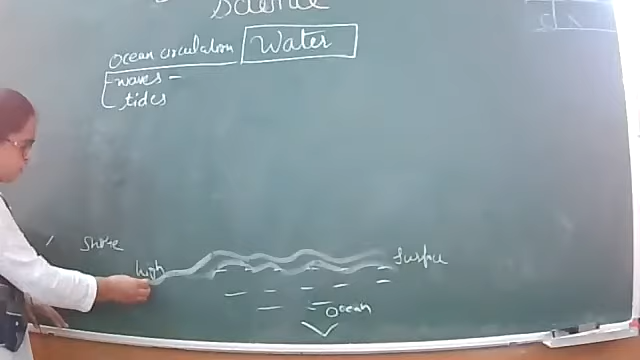 Science
Ocean circulation Water
waves –
tides
Shore
high
Surface
Ocean